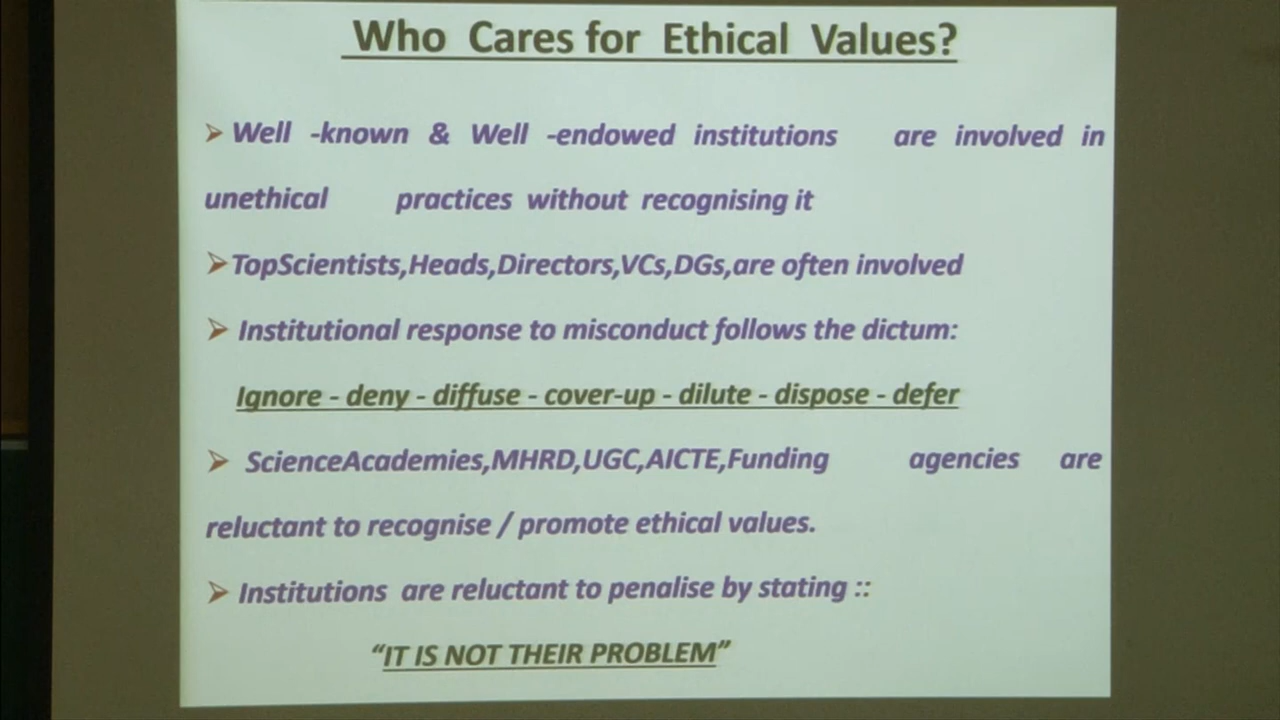 Who Cares for Ethical Values?
➢ Well -known & Well -endowed institutions are involved in
unethical practices without recognising it
➢TopScientists,Heads,Directors,VCs,DGs,are often involved
➢ Institutional response to misconduct follows the dictum:
Ignore - deny - diffuse - cover-up - dilute - dispose - defer
➢ ScienceAcademies,MHRD,UGC,AICTE,Funding agencies are
reluctant to recognise / promote ethical values.
➢ Institutions are reluctant to penalise by stating ::
“IT IS NOT THEIR PROBLEM”